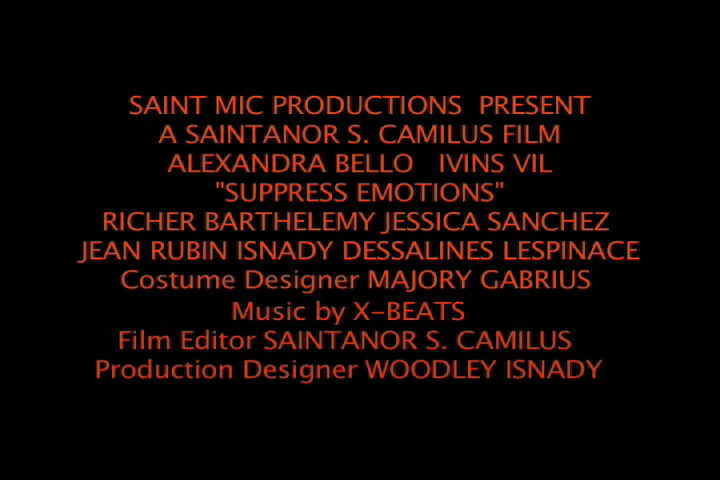 SAINT MIC PRODUCTIONS  PRESENT
A SAINTANOR S. CAMILUS FILM
ALEXANDRA BELLO   IVINS VIL
"SUPPRESS EMOTIONS"
RICHER BARTHELEMY JESSICA SANCHEZ
JEAN RUBIN ISNADY DESSALINES LESPINACE
Costume Designer MAJORY GABRIUS
Music by X-BEATS
Film Editor SAINTANOR S. CAMILUS
Production Designer WOODLEY ISNADY